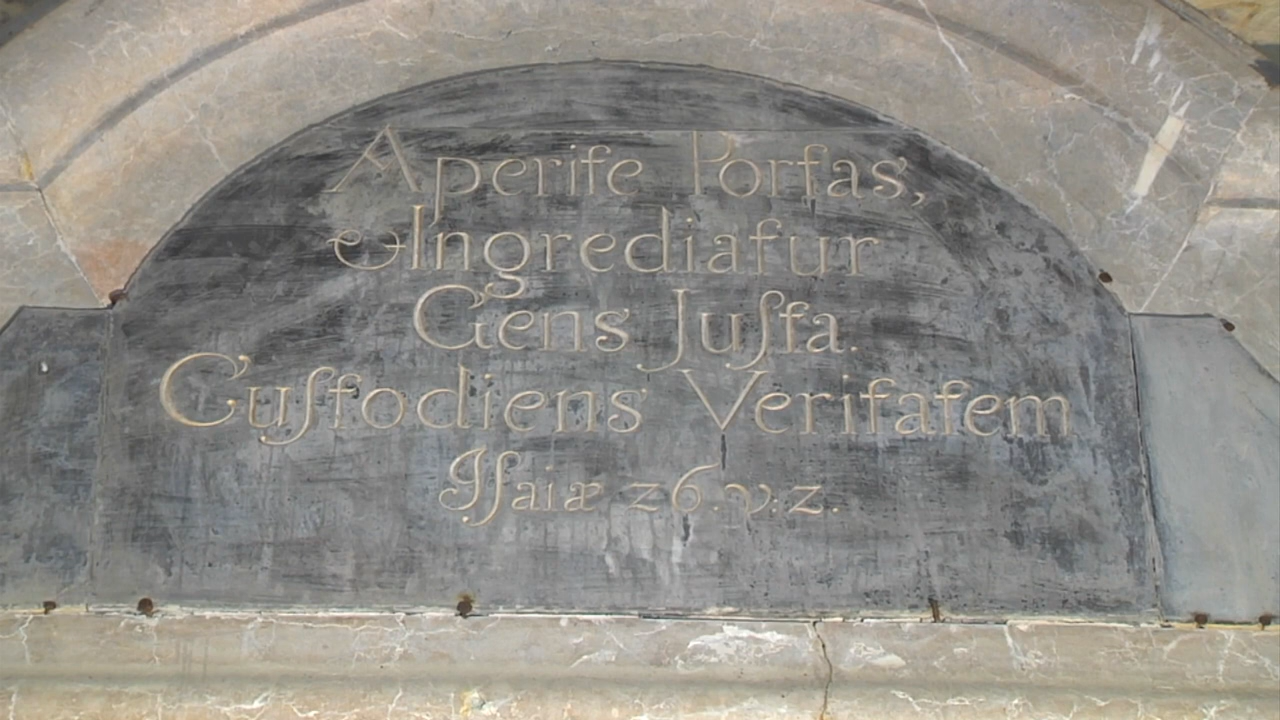 Aperite Portas,
& Ingrediatur
Gens Juſta.
Cuſtodiens Veritatem
Iſaiæ 26. v: 2.